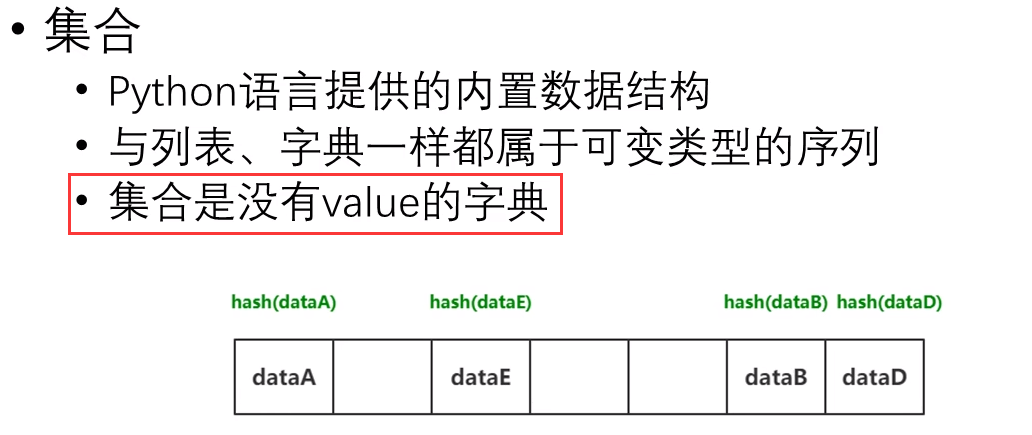 • 集合
• Python语言提供的内置数据结构
• 与列表、字典一样都属于可变类型的序列
• 集合是没有value的字典
hash(dataA) hash(dataE) hash(dataB) hash(dataD)
dataA dataE dataB dataD